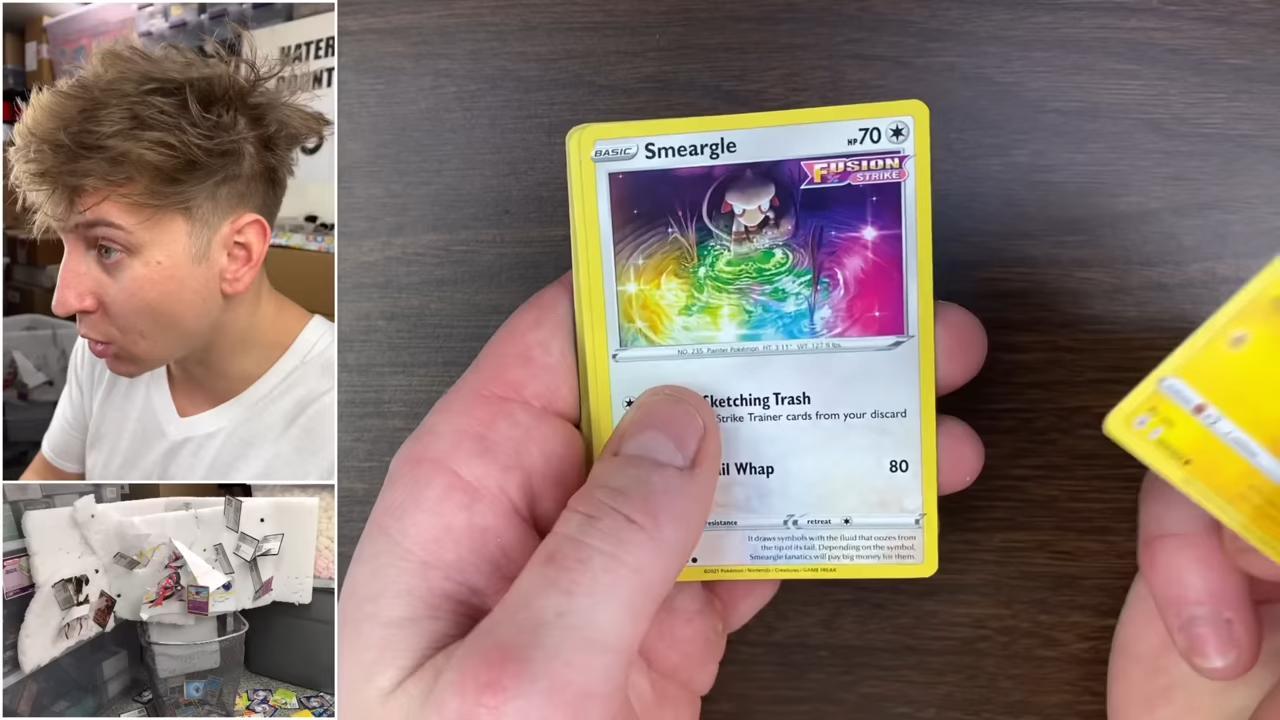 HATER
COUNT
BASIC Smeargle HP 70
FUSION
STRIKE
NO. 235 Painter Pokémon HT: 3'11" WT: 127.9 lbs.
Sketching Trash
Strike Trainer cards from your discard
il Whap 80
resistance retreat
It draws symbols with the fluid that oozes from
the tip of its tail. Depending on the symbol,
Smeargle fanatics will pay big money for them.
©2021 Pokémon / Nintendo / Creatures / GAME FREAK